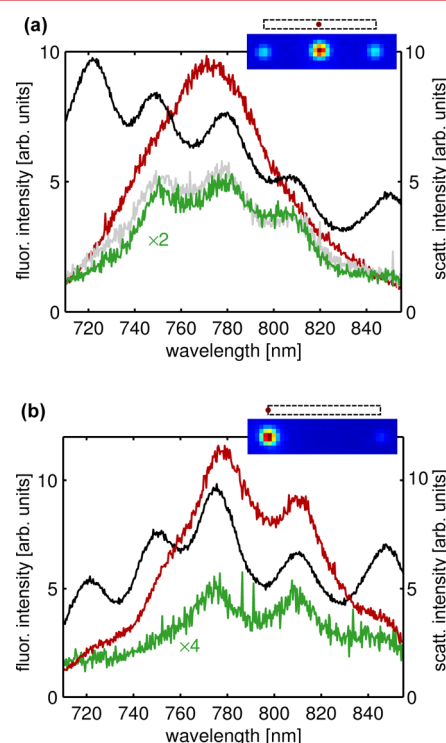 (a)
10
5
0
10
5
0
×2
720 740 760 780 800 820 840
wavelength [nm]
fluor. intensity [arb. units]
scatt. intensity [arb. units]
(b)
10
5
0
10
5
0
×4
720 740 760 780 800 820 840
wavelength [nm]
fluor. intensity [arb. units]
scatt. intensity [arb. units]